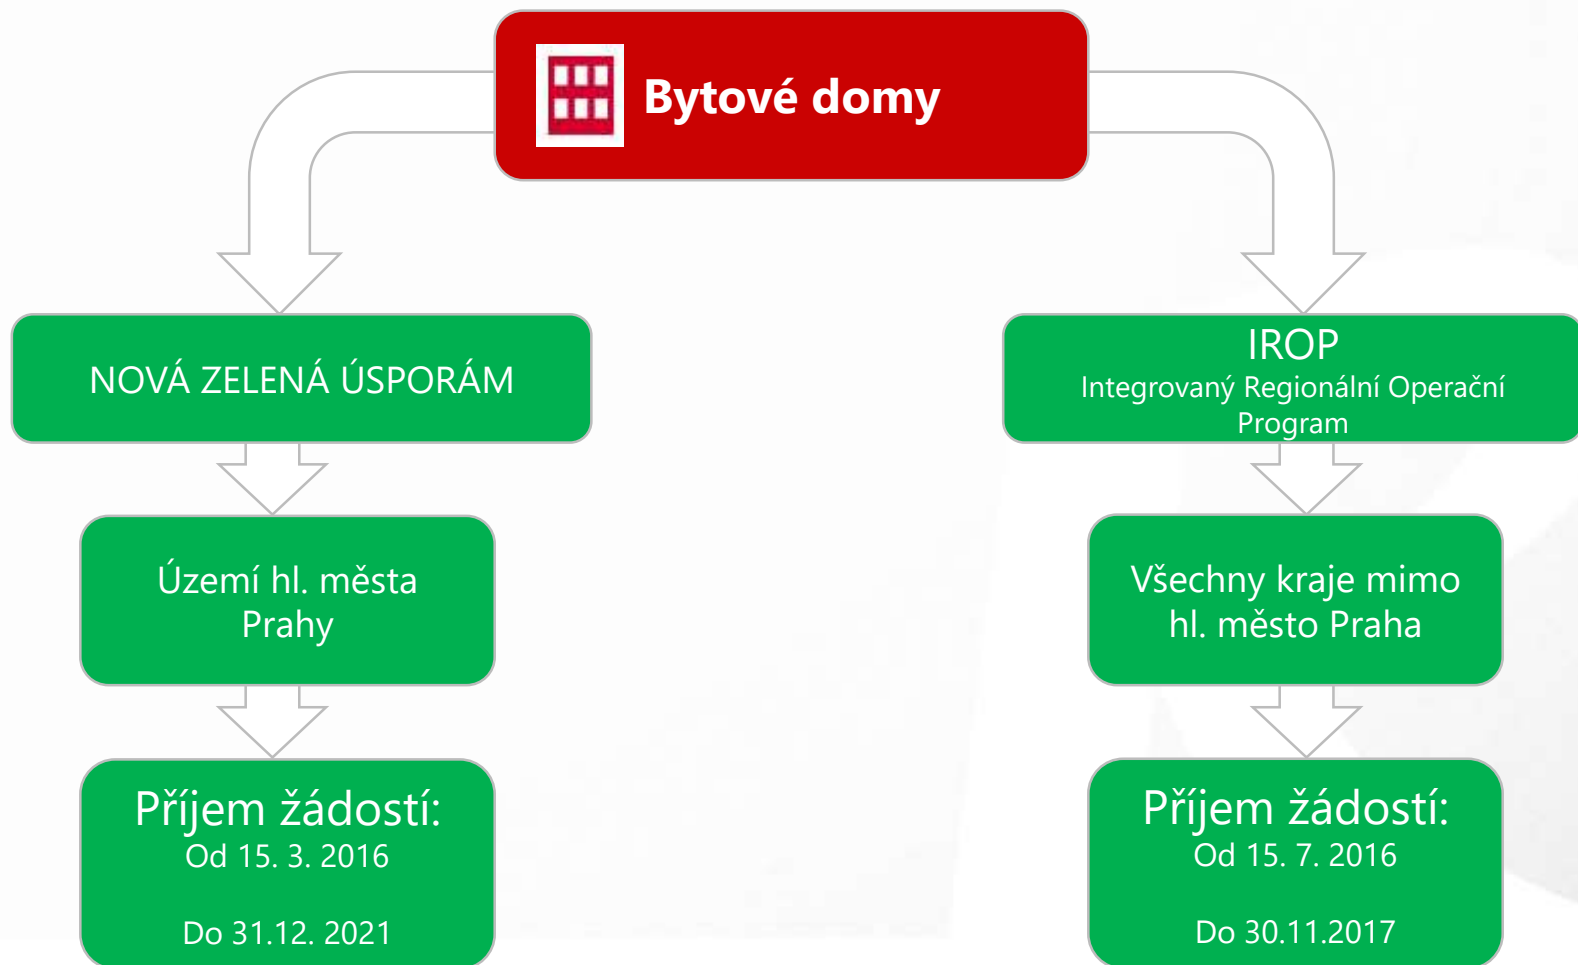 Bytové domy
NOVÁ ZELENÁ ÚSPORÁM
Území hl. města
Prahy
Příjem žádostí:
Od 15. 3. 2016
Do 31.12. 2021
IROP
Integrovaný Regionální Operační
Program
Všechny kraje mimo
hl. město Praha
Příjem žádostí:
Od 15. 7. 2016
Do 30.11.2017